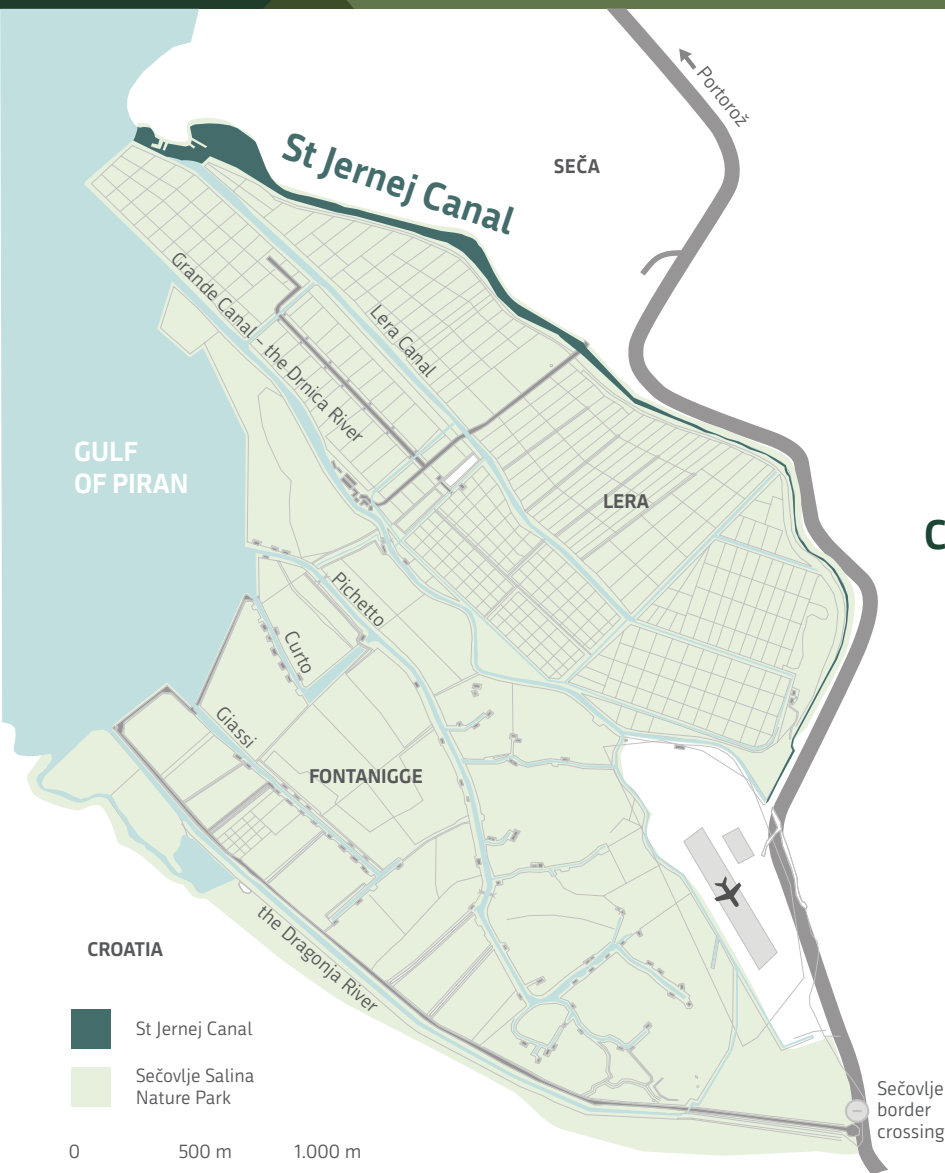 Portorož
SEČA
St Jernej Canal
Grande Canal – the Drnica River
Lera Canal
GULF
OF PIRAN
LERA
C
Pichetto
Curto
Giassi
FONTANIGGE
the Dragonja River
CROATIA
St Jernej Canal
Sečovlje Salina
Nature Park
Sečovlje
border
crossing
0 500 m 1.000 m